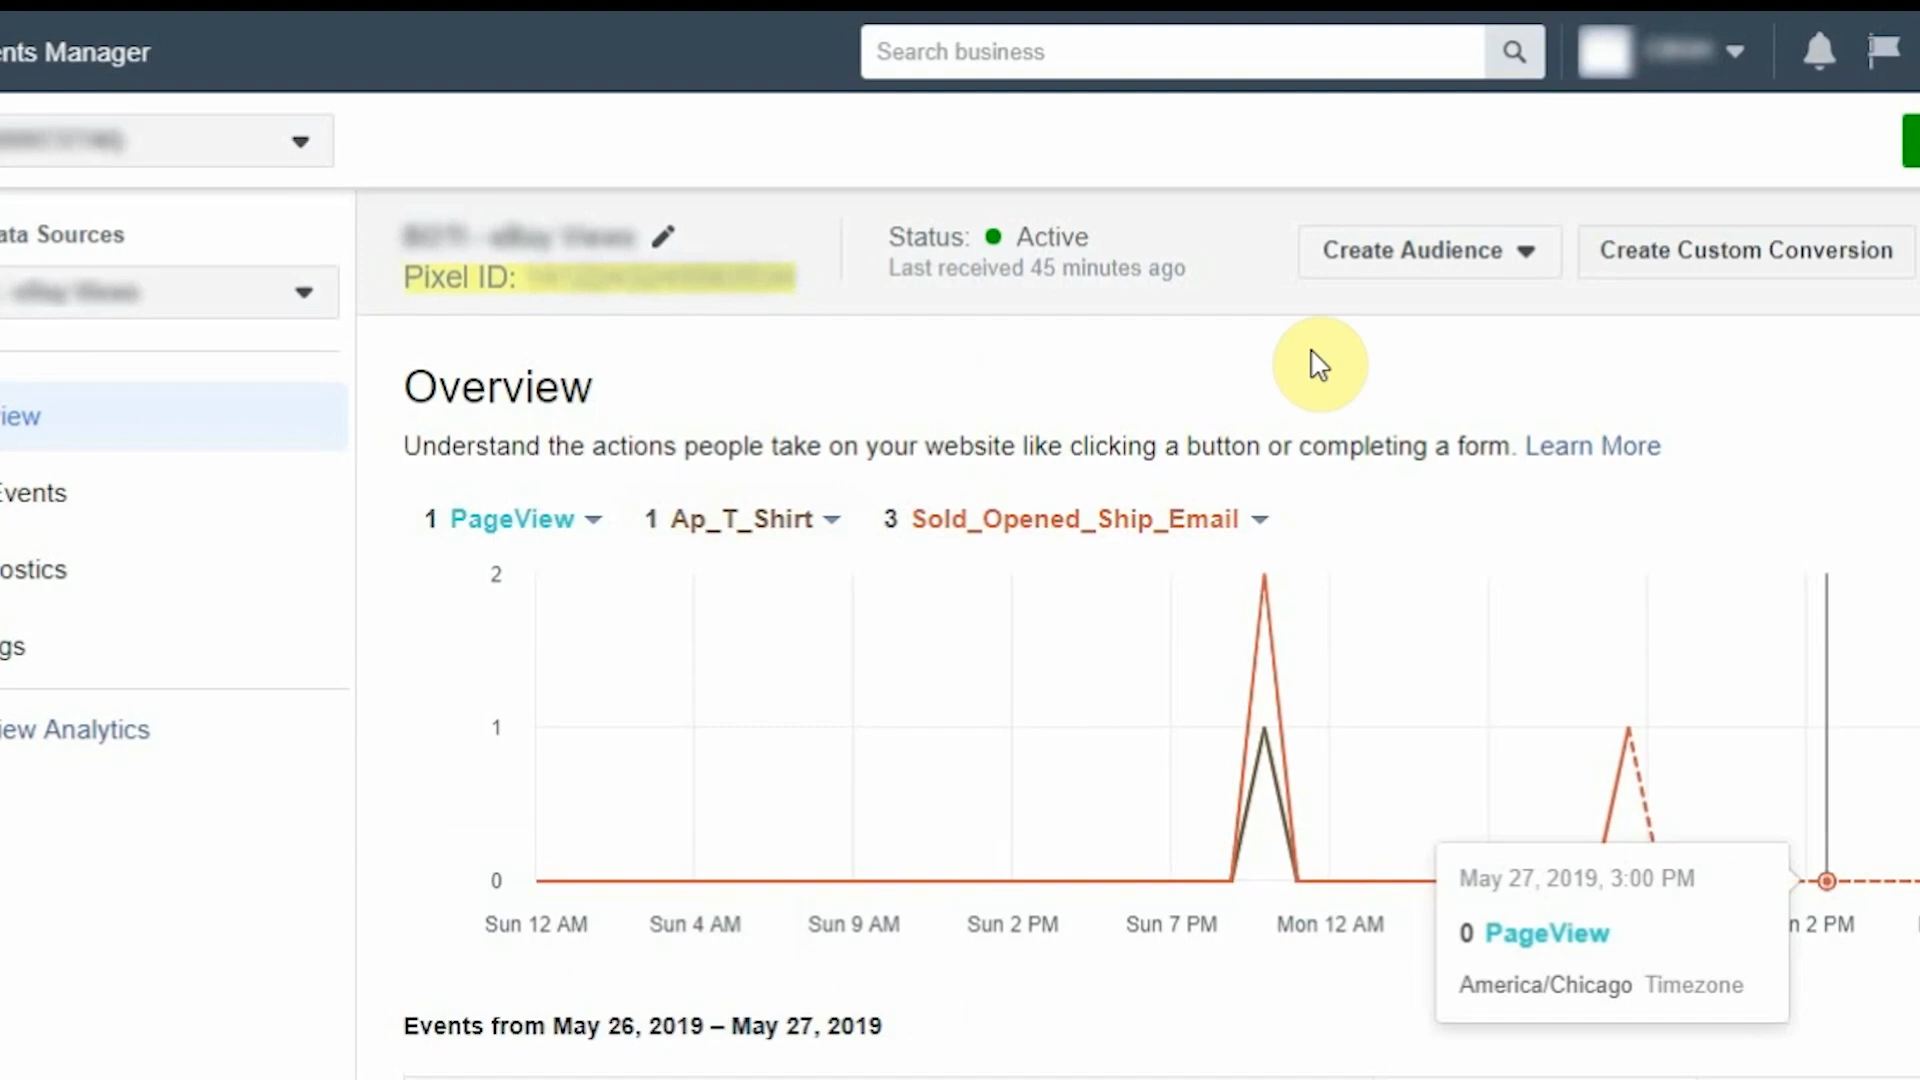 nts Manager
Search business
ata Sources
Pixel ID:
Status: Active
Last received 45 minutes ago
Create Audience
Create Custom Conversion
iew
Events
ostics
gs
iew Analytics
Overview
Understand the actions people take on your website like clicking a button or completing a form. Learn More
1 PageView
1 Ap_T_Shirt
3 Sold_Opened_Ship_Email
2
1
0
Sun 12 AM
Sun 4 AM
Sun 9 AM
Sun 2 PM
Sun 7 PM
Mon 12 AM
n 2 PM
May 27, 2019, 3:00 PM
0 PageView
America/Chicago Timezone
Events from May 26, 2019 – May 27, 2019